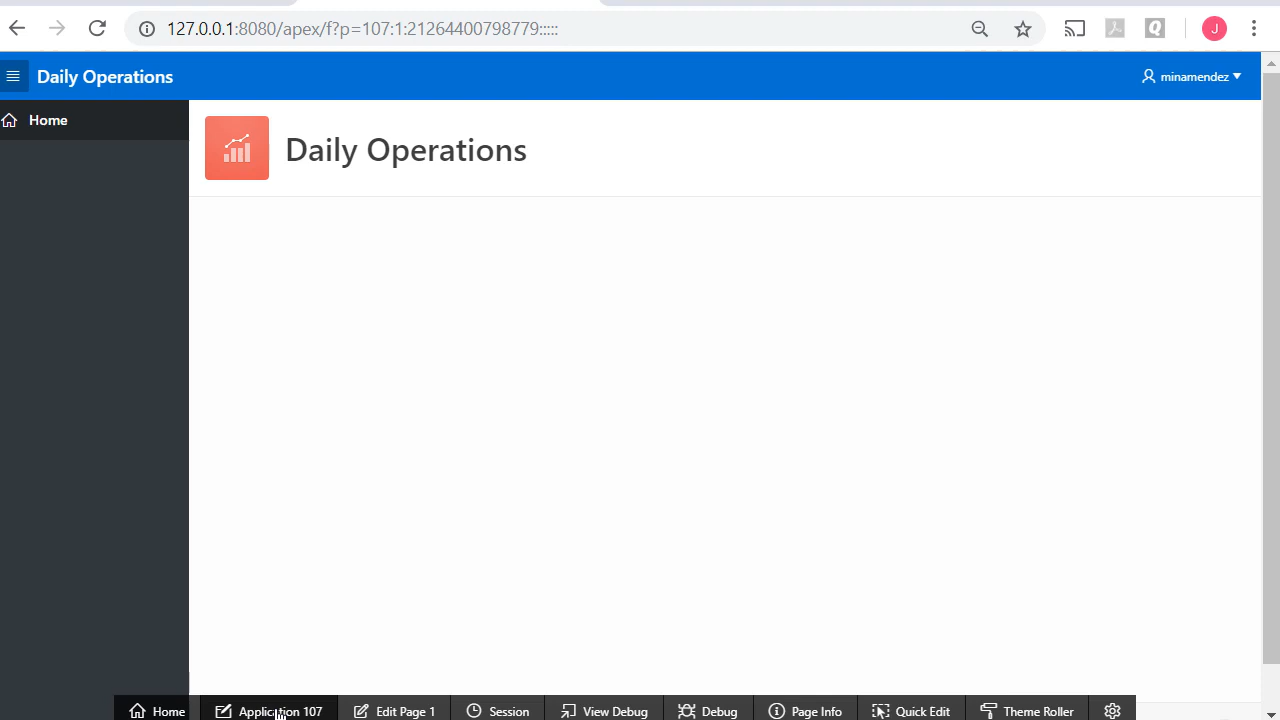 127.0.0.1:8080/apex/f?p=107:1:21264400798779:::::
J
Daily Operations
minamendez
Home
Daily Operations
Home
Application 107
Edit Page 1
Session
View Debug
Debug
Page Info
Quick Edit
Theme Roller